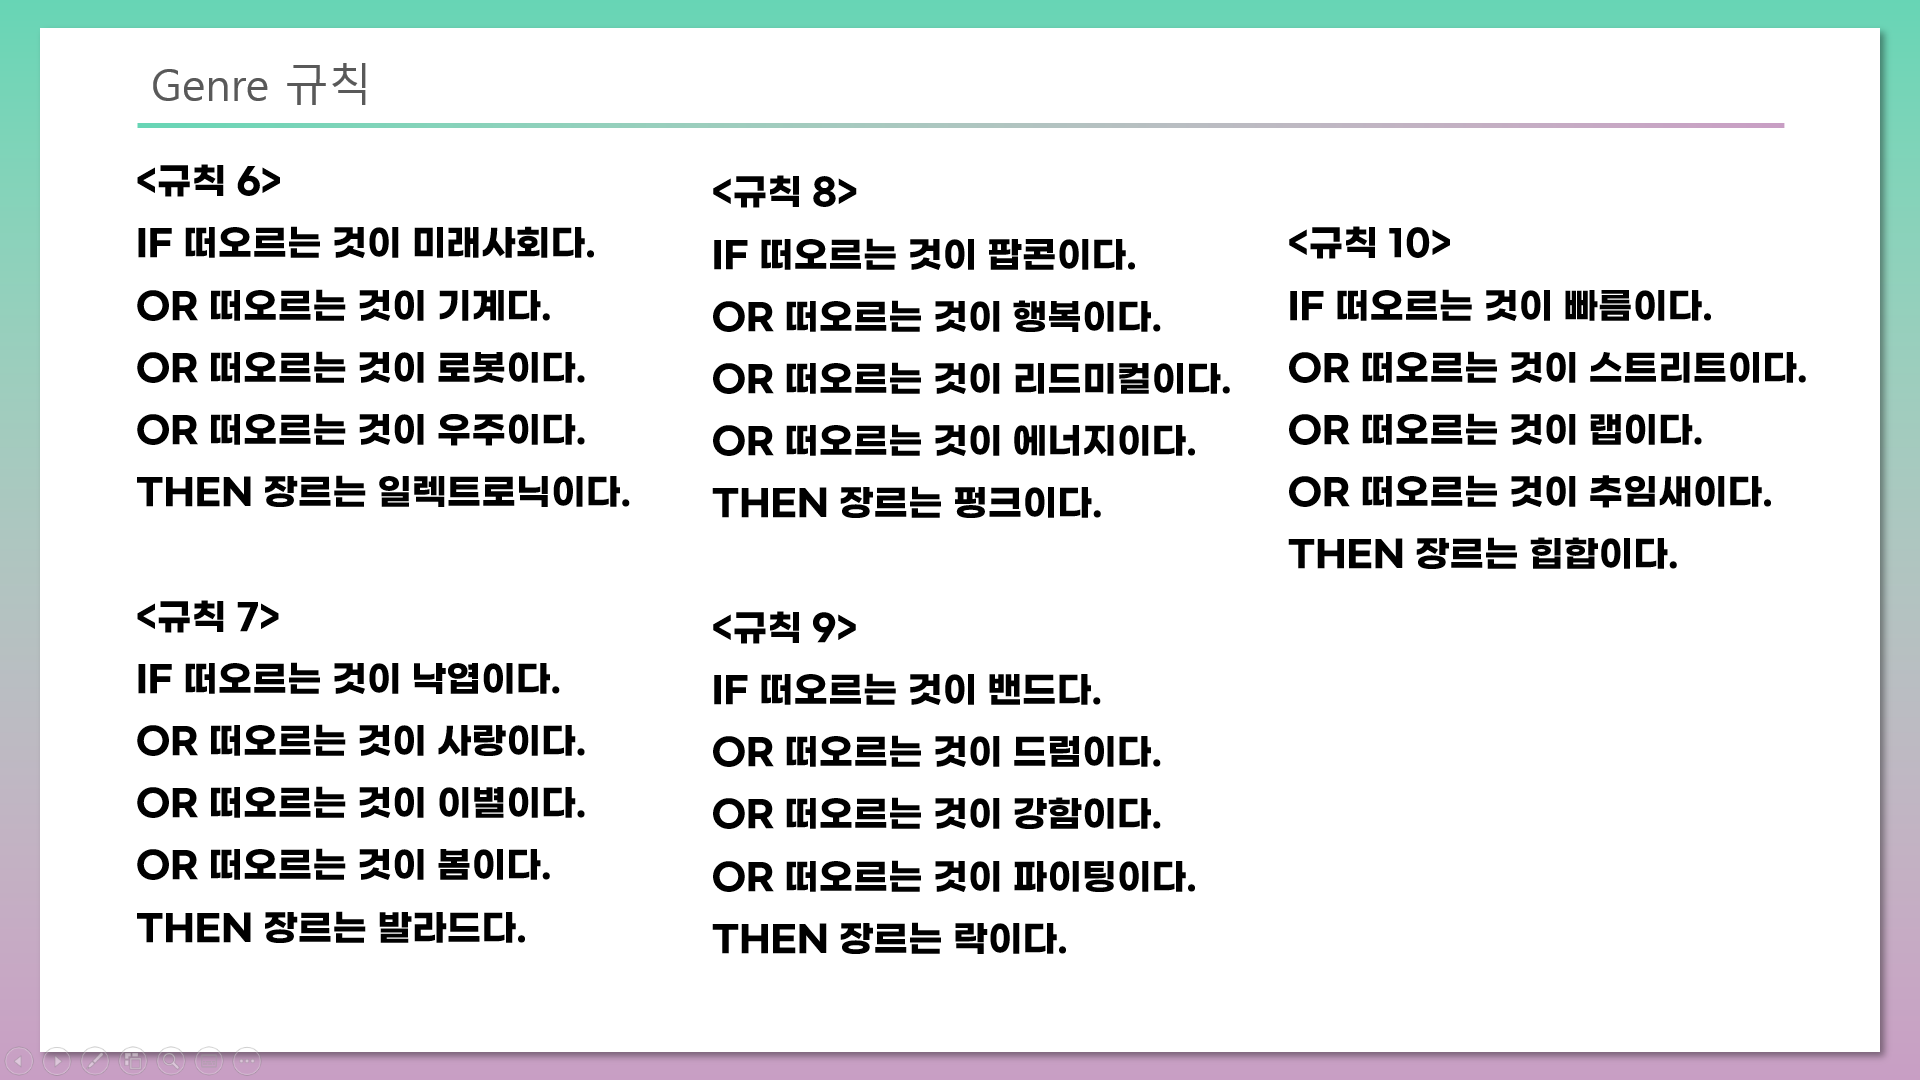 Genre 규칙
<규칙 6>
IF 떠오르는 것이 미래사회다.
OR 떠오르는 것이 기계다.
OR 떠오르는 것이 로봇이다.
OR 떠오르는 것이 우주이다.
THEN 장르는 일렉트로닉이다.
<규칙 7>
IF 떠오르는 것이 낙엽이다.
OR 떠오르는 것이 사랑이다.
OR 떠오르는 것이 이별이다.
OR 떠오르는 것이 봄이다.
THEN 장르는 발라드다.
<규칙 8>
IF 떠오르는 것이 팝콘이다.
OR 떠오르는 것이 행복이다.
OR 떠오르는 것이 리드미컬이다.
OR 떠오르는 것이 에너지이다.
THEN 장르는 펑크이다.
<규칙 9>
IF 떠오르는 것이 밴드다.
OR 떠오르는 것이 드럼이다.
OR 떠오르는 것이 강함이다.
OR 떠오르는 것이 파이팅이다.
THEN 장르는 락이다.
<규칙 10>
IF 떠오르는 것이 빠름이다.
OR 떠오르는 것이 스트리트이다.
OR 떠오르는 것이 랩이다.
OR 떠오르는 것이 추임새이다.
THEN 장르는 힙합이다.